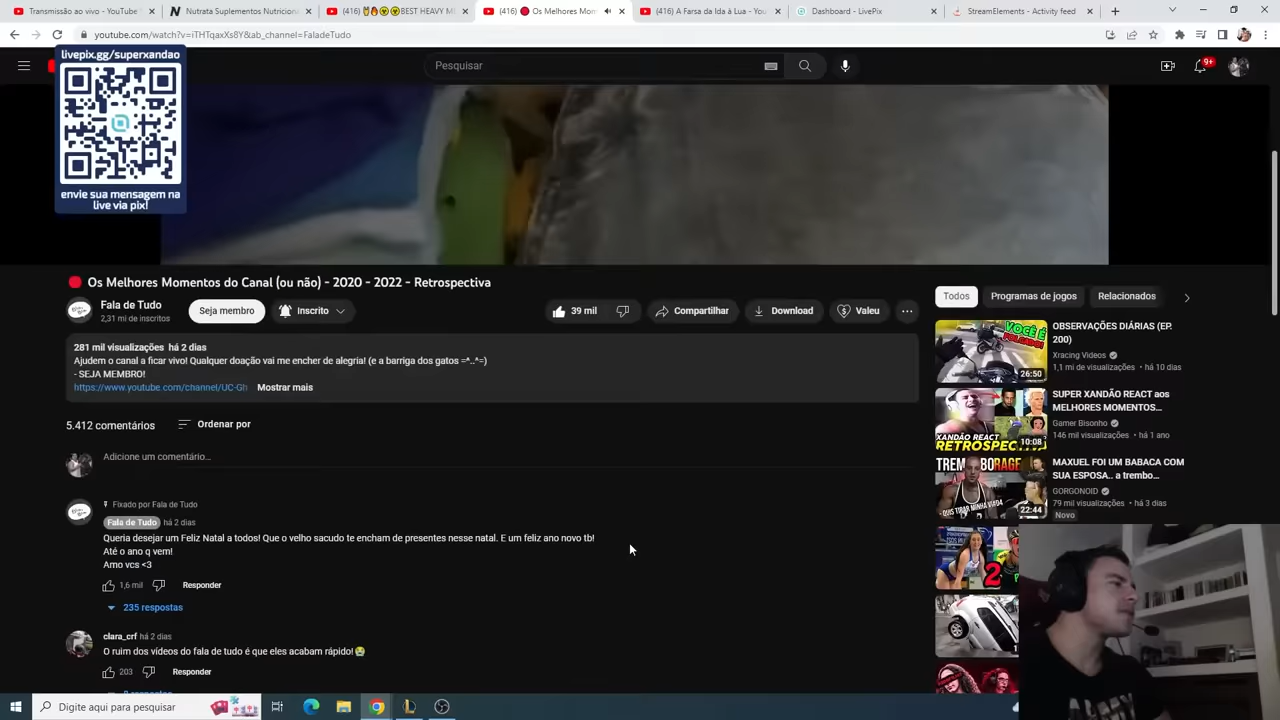 Transmissão ao vivo - YouTube
Nutrata Suplementos Nutricional
(416) BEST HEAVY M
(416) Os Melhores Mom
(416) A Farsa da Ida à Lua - You
Dashboard - LivePix
StreamElements - Activity feed
youtube.com/watch?v=iTHTqaxXs8Y&ab_channel=FaladeTudo
livepix.gg/superxandao
envie sua mensagem na
live via pix!
Pesquisar
9+
Os Melhores Momentos do Canal (ou não) - 2020 - 2022 - Retrospectiva
Fala de Tudo
2,31 mi de inscritos
Seja membro
Inscrito
39 mil
Compartilhar
Download
Valeu
281 mil visualizações há 2 dias
Ajudem o canal a ficar vivo! Qualquer doação vai me encher de alegria! (e a barriga dos gatos =^..^=)
- SEJA MEMBRO!
https://www.youtube.com/channel/UC-Gh Mostrar mais
5.412 comentários
Ordenar por
Adicione um comentário...
Fixado por Fala de Tudo
Fala de Tudo há 2 dias
Queria desejar um Feliz Natal a todos! Que o velho sacudo te encham de presentes nesse natal. E um feliz ano novo tb!
Até o ano q vem!
Amo vcs <3
1,6 mil
Responder
235 respostas
clara_crf há 2 dias
O ruim dos vídeos do fala de tudo é que eles acabam rápido!😭
203
Responder
Todos
Programas de jogos
Relacionados
VOCÊ É
FOLGADO!
26:50
OBSERVAÇÕES DIÁRIAS (EP.
200)
Xracing Videos
1,1 mi de visualizações • há 10 dias
XANDÃO REACT
RETROSPECTIVA
10:08
SUPER XANDÃO REACT aos
MELHORES MOMENTOS...
Gamer Bisonho
146 mil visualizações • há 1 ano
- QUIS TIRAR MINHA VIDA
22:44
MAXUEL FOI UM BABACA COM
SUA ESPOSA.. a trembo...
GORGONOID
79 mil visualizações • há 3 dias
Novo
2
Digite aqui para pesquisar